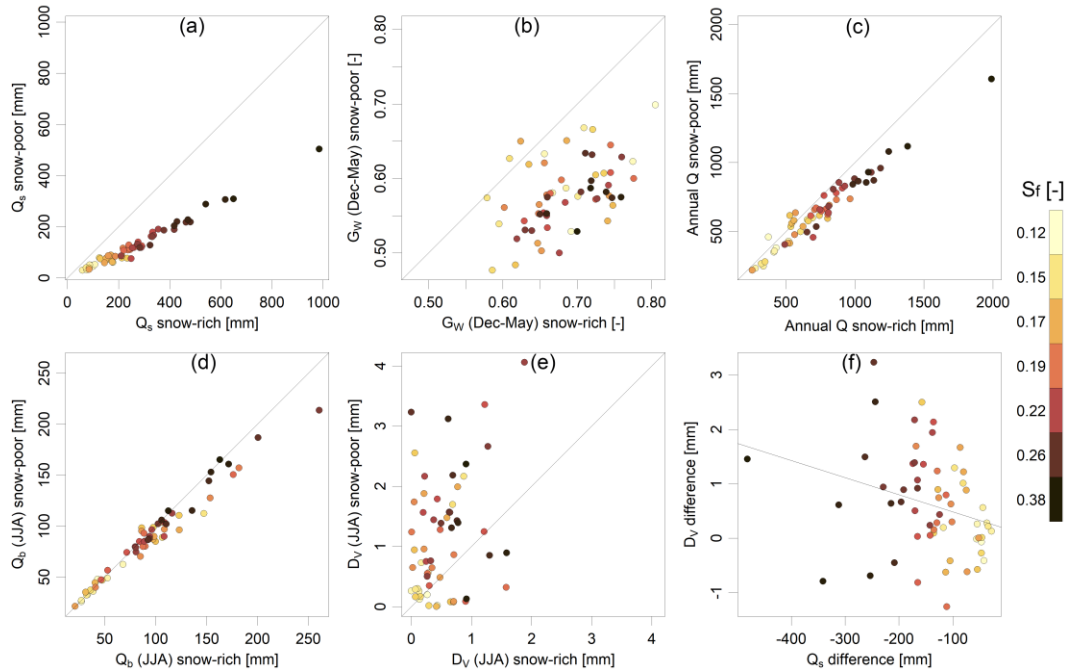 (a)
1000
800
600
400
200
0
Qs snow-poor [mm]
0 200 400 600 800 1000
Qs snow-rich [mm]
(b)
0.80
0.70
0.60
0.50
GW (Dec-May) snow-poor [-]
0.50 0.60 0.70 0.80
GW (Dec-May) snow-rich [-]
(c)
2000
1500
1000
500
Annual Q snow-poor [mm]
500 1000 1500 2000
Annual Q snow-rich [mm]
Sf [-]
0.12
0.15
0.17
0.19
0.22
0.26
0.38
(d)
250
200
150
100
50
Qb (JJA) snow-poor [mm]
50 100 150 200 250
Qb (JJA) snow-rich [mm]
(e)
4
3
2
1
0
DV (JJA) snow-poor [mm]
0 1 2 3 4
DV (JJA) snow-rich [mm]
(f)
3
2
1
0
-1
DV difference [mm]
-400 -300 -200 -100
Qs difference [mm]